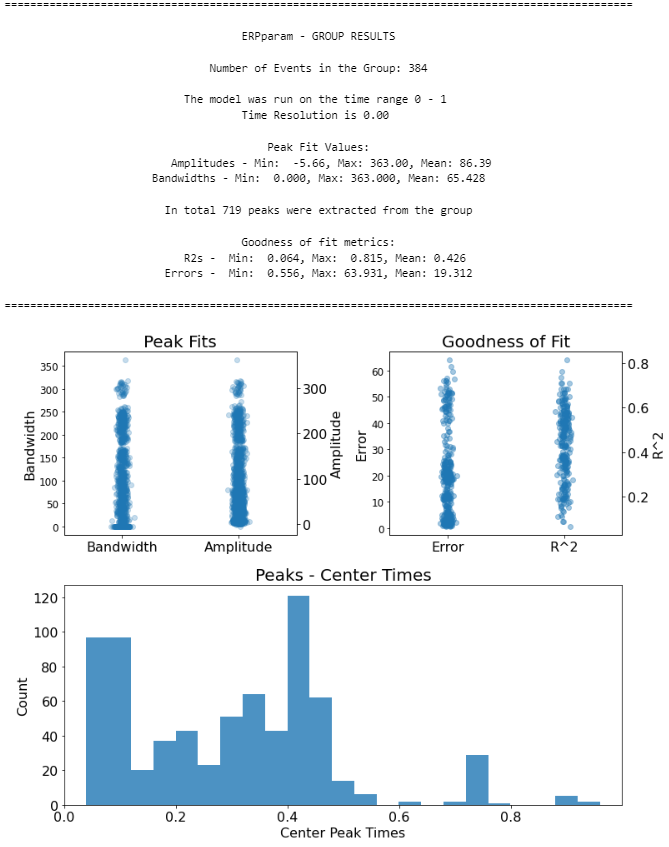 ==================================================================================================
ERPparam - GROUP RESULTS
Number of Events in the Group: 384
The model was run on the time range 0 - 1
Time Resolution is 0.00
Peak Fit Values:
Amplitudes - Min:  -5.66, Max: 363.00, Mean: 86.39
Bandwidths - Min:  0.000, Max: 363.000, Mean: 65.428
In total 719 peaks were extracted from the group
Goodness of fit metrics:
R2s -  Min:  0.064, Max:  0.815, Mean: 0.426
Errors -  Min:  0.556, Max: 63.931, Mean: 19.312
==================================================================================================
Peak Fits
350
300
250
200
150
100
50
0
Bandwidth
300
200
100
0
Amplitude
Bandwidth
Amplitude
Goodness of Fit
60
50
40
30
20
10
0
Error
0.8
0.6
0.4
0.2
R^2
Error
R^2
Peaks - Center Times
120
100
80
60
40
20
0
Count
0.0
0.2
0.4
0.6
0.8
Center Peak Times